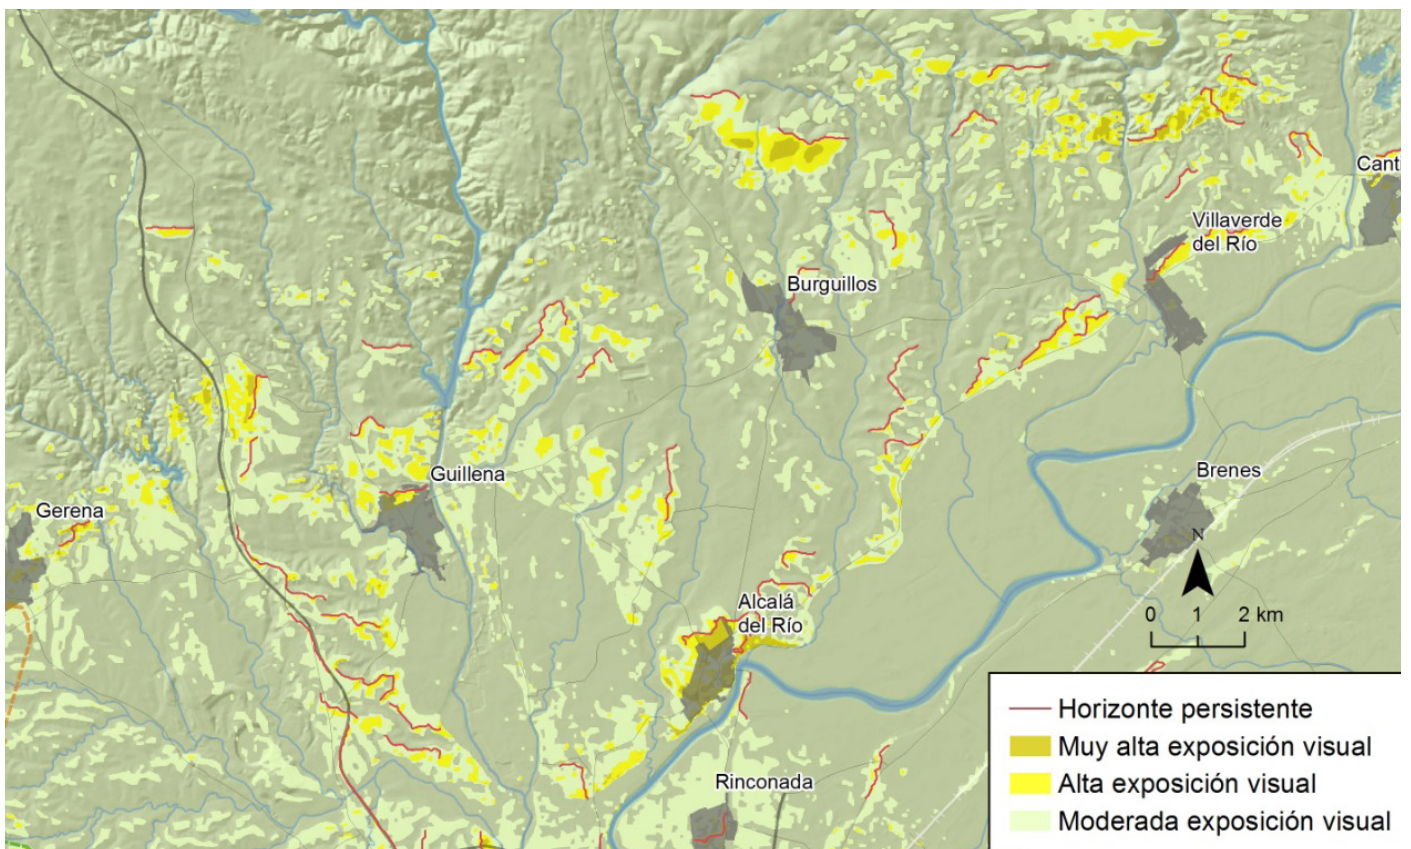 Canti
Villaverde
del Río
Burguillos
Guillena
Brenes
Gerena
N
Alcalá
del Río
0 1 2 km
Rinconada
Horizonte persistente
Muy alta exposición visual
Alta exposición visual
Moderada exposición visual